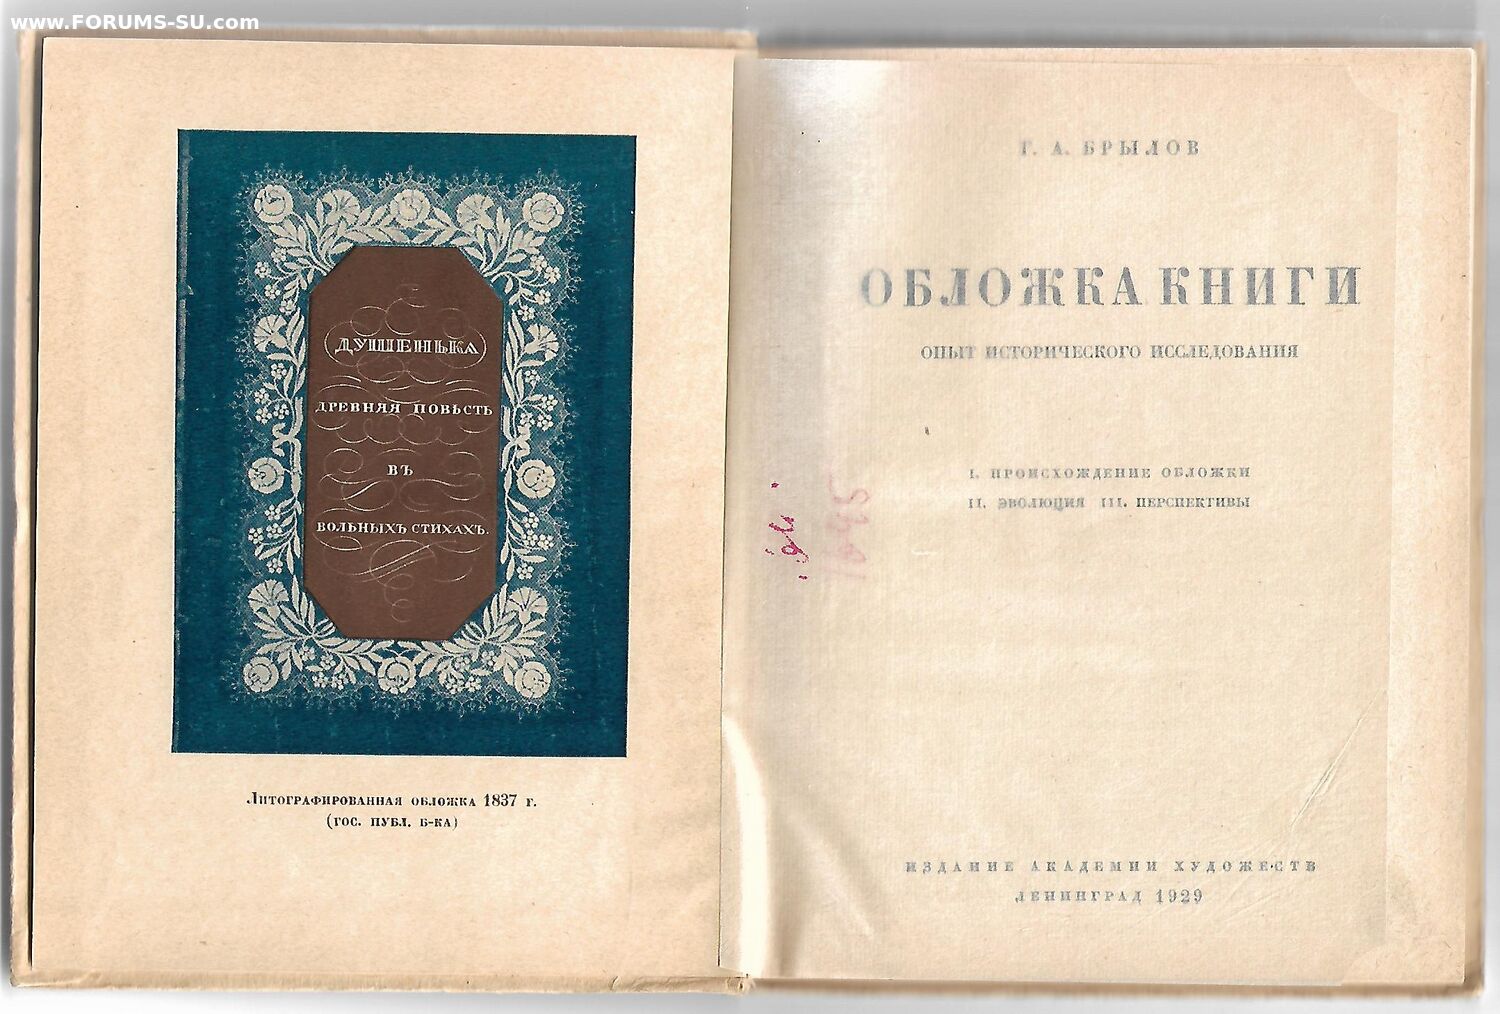 www.FORUMS-SU.com
ДУШЕНЬКА
ДРЕВНЯЯ ПОВѢСТЬ
ВЪ
ВОЛЬНЫХЪ СТИХАХЪ.
Литографированная обложка 1837 г.
(гос. публ. б-ка)
Г. А. БРЫЛОВ
ОБЛОЖКА КНИГИ
ОПЫТ ИСТОРИЧЕСКОГО ИССЛЕДОВАНИЯ
I. ПРОИСХОЖДЕНИЕ ОБЛОЖКИ
II. ЭВОЛЮЦИЯ III. ПЕРСПЕКТИВЫ
ИЗДАНИЕ АКАДЕМИИ ХУДОЖЕСТВ
ЛЕНИНГРАД 1929